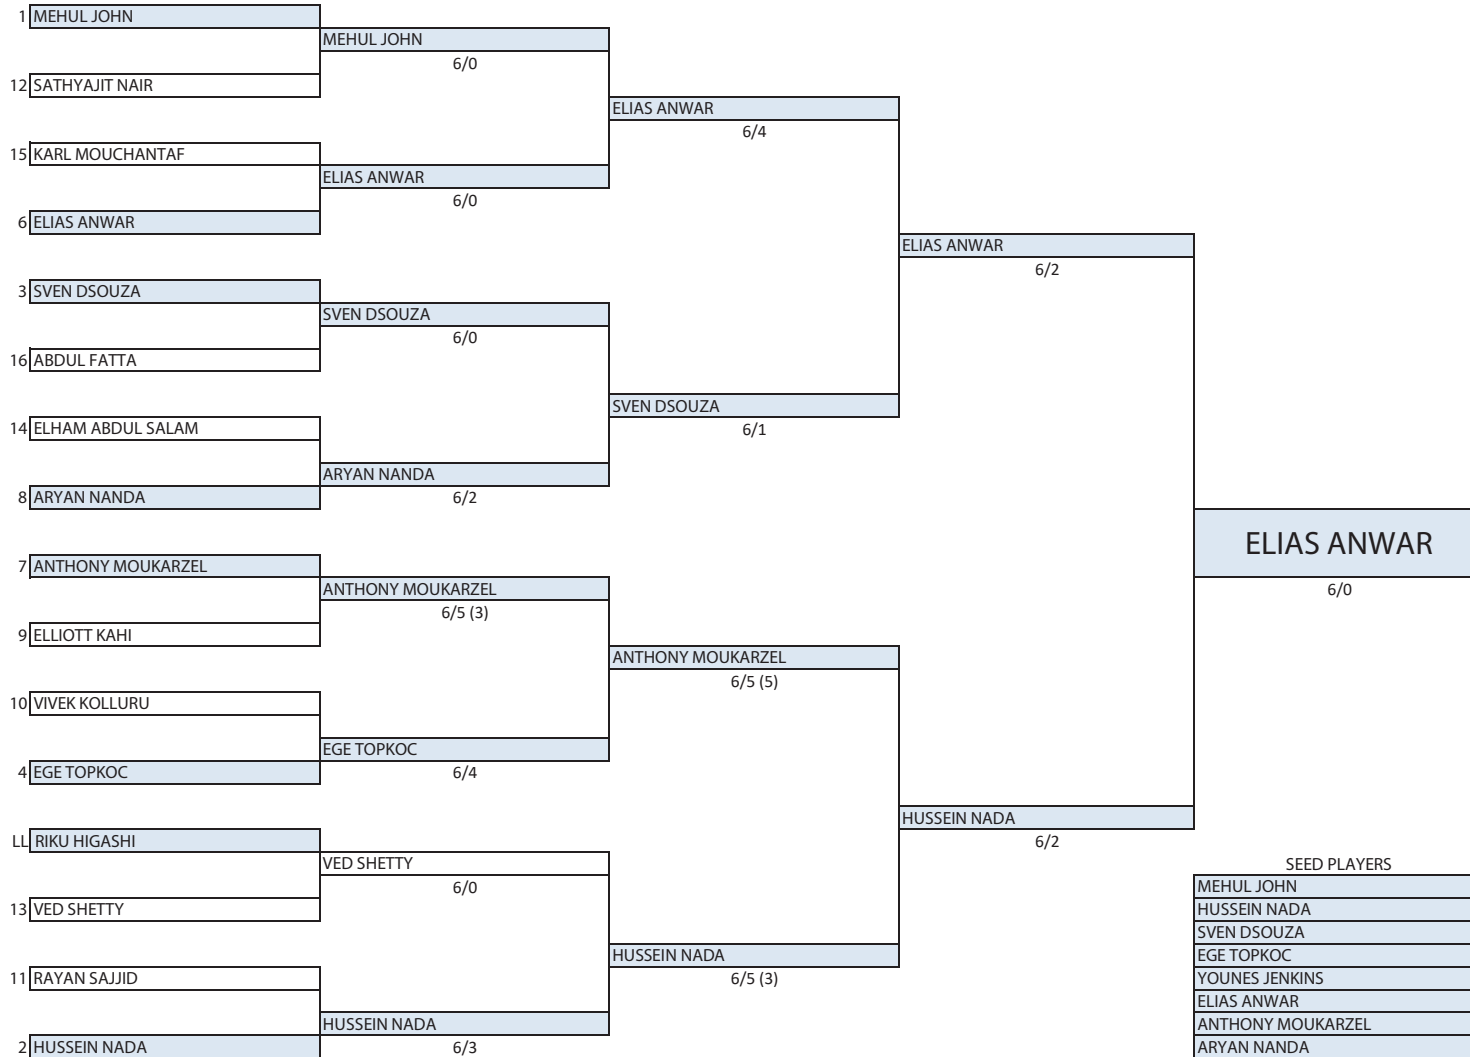 1 MEHUL JOHN
MEHUL JOHN
6/0
12 SATHYAJIT NAIR
ELIAS ANWAR
6/4
15 KARL MOUCHANTAF
ELIAS ANWAR
6/0
6 ELIAS ANWAR
ELIAS ANWAR
6/2
3 SVEN DSOUZA
SVEN DSOUZA
6/0
16 ABDUL FATTA
SVEN DSOUZA
6/1
14 ELHAM ABDUL SALAM
ARYAN NANDA
6/2
8 ARYAN NANDA
ELIAS ANWAR
6/0
7 ANTHONY MOUKARZEL
ANTHONY MOUKARZEL
6/5 (3)
9 ELLIOTT KAHI
ANTHONY MOUKARZEL
6/5 (5)
10 VIVEK KOLLURU
EGE TOPKOC
6/4
4 EGE TOPKOC
HUSSEIN NADA
6/2
LL RIKU HIGASHI
VED SHETTY
6/0
13 VED SHETTY
HUSSEIN NADA
6/5 (3)
11 RAYAN SAJJID
HUSSEIN NADA
6/3
2 HUSSEIN NADA
SEED PLAYERS
MEHUL JOHN
HUSSEIN NADA
SVEN DSOUZA
EGE TOPKOC
YOUNES JENKINS
ELIAS ANWAR
ANTHONY MOUKARZEL
ARYAN NANDA